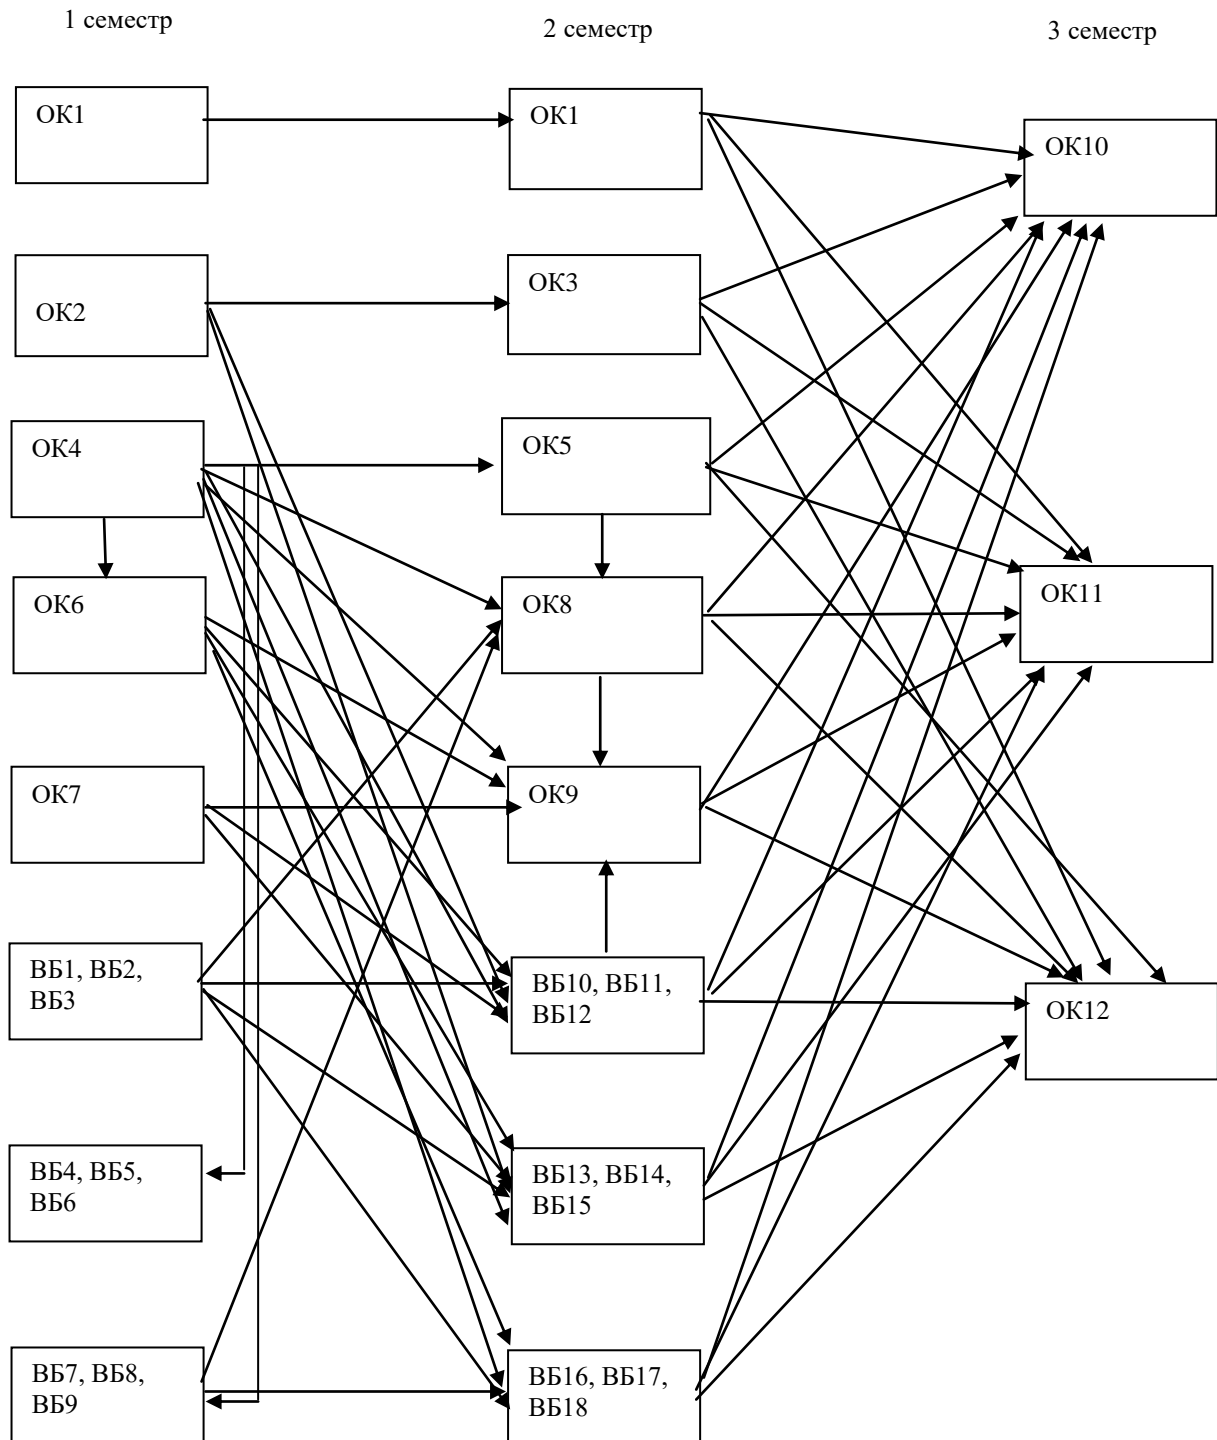 1 семестр
2 семестр
3 семестр
ОК1
ОК1
ОК10
ОК2
ОК3
ОК4
ОК5
ОК6
ОК8
ОК11
ОК7
ОК9
ВБ1, ВБ2,
ВБ3
ВБ10, ВБ11,
ВБ12
ОК12
ВБ4, ВБ5,
ВБ6
ВБ13, ВБ14,
ВБ15
ВБ7, ВБ8,
ВБ9
ВБ16, ВБ17,
ВБ18